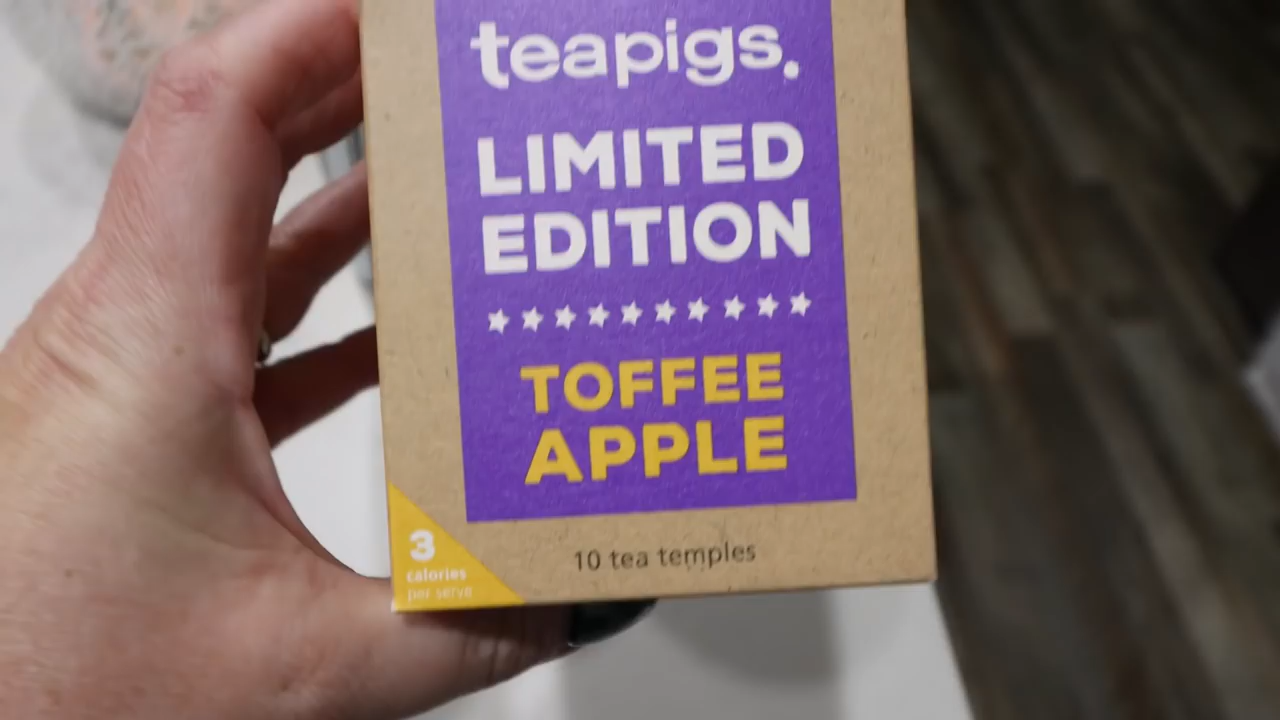 teapigs.
LIMITED
EDITION
TOFFEE
APPLE
10 tea temples
3
calories
per serve